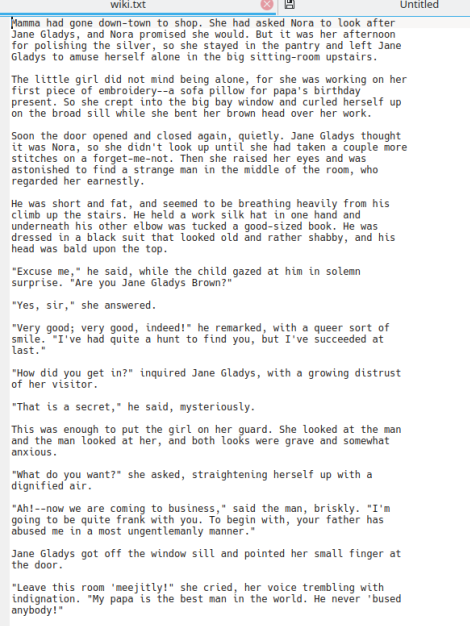 wiki.txt
Untitled
Mamma had gone down-town to shop. She had asked Nora to look after
Jane Gladys, and Nora promised she would. But it was her afternoon
for polishing the silver, so she stayed in the pantry and left Jane
Gladys to amuse herself alone in the big sitting-room upstairs.
The little girl did not mind being alone, for she was working on her
first piece of embroidery--a sofa pillow for papa's birthday
present. So she crept into the big bay window and curled herself up
on the broad sill while she bent her brown head over her work.
Soon the door opened and closed again, quietly. Jane Gladys thought
it was Nora, so she didn't look up until she had taken a couple more
stitches on a forget-me-not. Then she raised her eyes and was
astonished to find a strange man in the middle of the room, who
regarded her earnestly.
He was short and fat, and seemed to be breathing heavily from his
climb up the stairs. He held a work silk hat in one hand and
underneath his other elbow was tucked a good-sized book. He was
dressed in a black suit that looked old and rather shabby, and his
head was bald upon the top.
"Excuse me," he said, while the child gazed at him in solemn
surprise. "Are you Jane Gladys Brown?"
"Yes, sir," she answered.
"Very good; very good, indeed!" he remarked, with a queer sort of
smile. "I've had quite a hunt to find you, but I've succeeded at
last."
"How did you get in?" inquired Jane Gladys, with a growing distrust
of her visitor.
"That is a secret," he said, mysteriously.
This was enough to put the girl on her guard. She looked at the man
and the man looked at her, and both looks were grave and somewhat
anxious.
"What do you want?" she asked, straightening herself up with a
dignified air.
"Ah!--now we are coming to business," said the man, briskly. "I'm
going to be quite frank with you. To begin with, your father has
abused me in a most ungentlemanly manner."
Jane Gladys got off the window sill and pointed her small finger at
the door.
"Leave this room 'meejitly!" she cried, her voice trembling with
indignation. "My papa is the best man in the world. He never 'bused
anybody!"